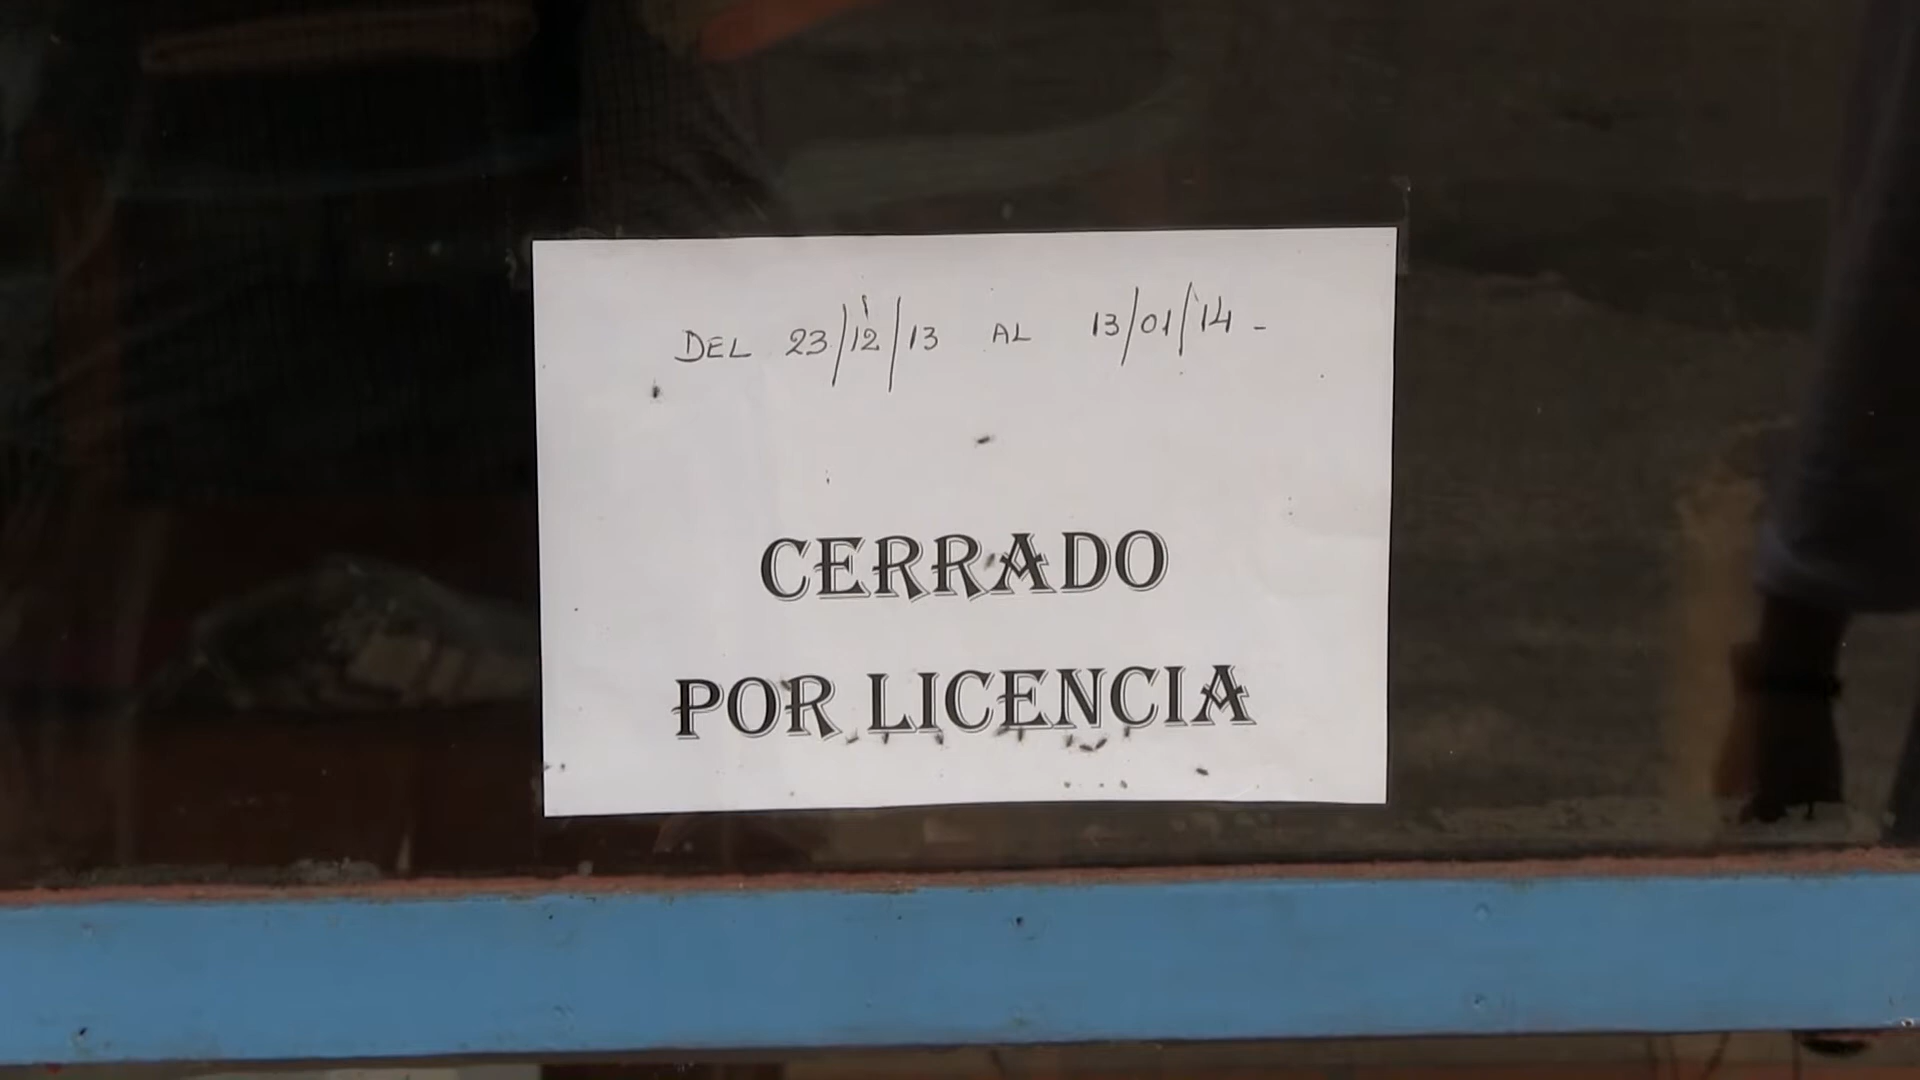 DEL 23/12/13 AL 13/01/14 -
CERRADO
POR LICENCIA